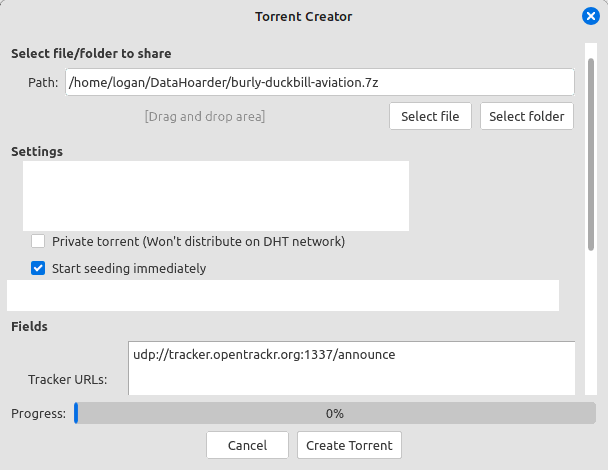 Torrent Creator
Select file/folder to share
Path: /home/logan/DataHoarder/burly-duckbill-aviation.7z
[Drag and drop area] Select file Select folder
Settings
Private torrent (Won't distribute on DHT network)
Start seeding immediately
Fields
udp://tracker.opentrackr.org:1337/announce
Tracker URLs:
Progress: 0%
Cancel Create Torrent